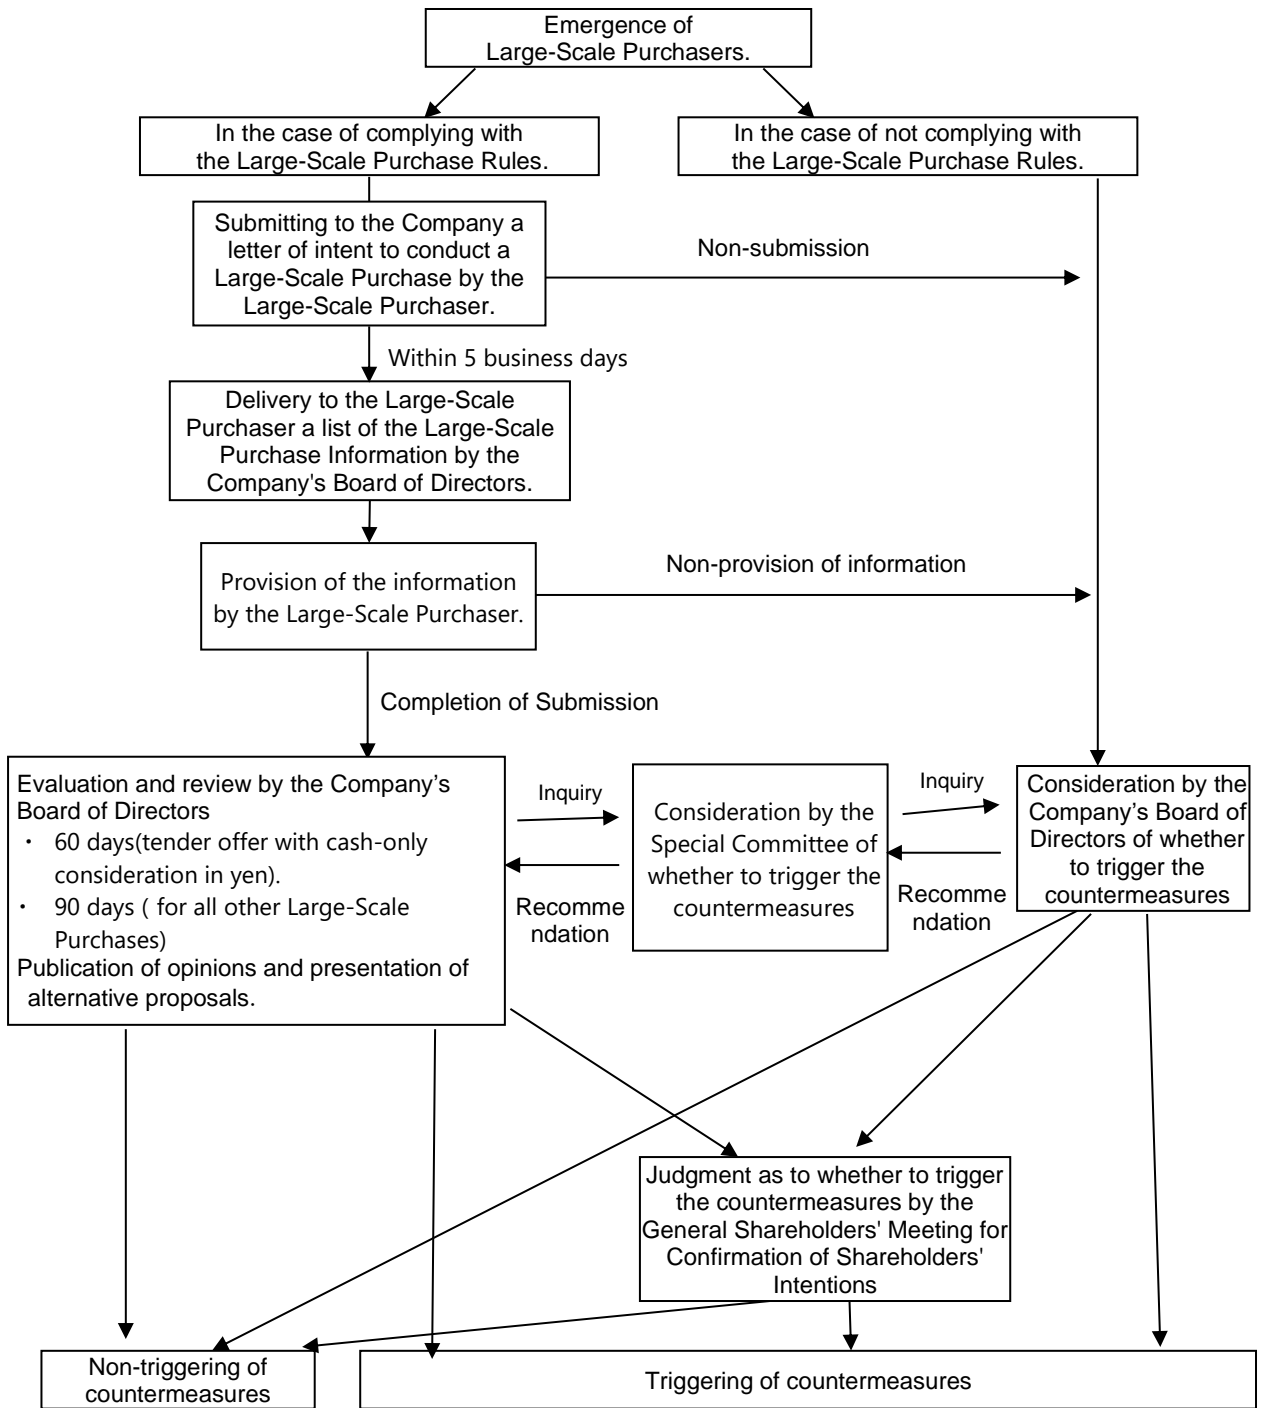 Emergence of
Large-Scale Purchasers.
In the case of complying with
the Large-Scale Purchase Rules.
In the case of not complying with
the Large-Scale Purchase Rules.
Submitting to the Company a
letter of intent to conduct a
Large-Scale Purchase by the
Large-Scale Purchaser.
Non-submission
Within 5 business days
Delivery to the Large-Scale
Purchaser a list of the Large-Scale
Purchase Information by the
Company's Board of Directors.
Provision of the information
by the Large-Scale Purchaser.
Non-provision of information
Completion of Submission
Evaluation and review by the Company’s
Board of Directors
・ 60 days(tender offer with cash-only
consideration in yen).
・ 90 days ( for all other Large-Scale
Purchases)
Publication of opinions and presentation of
alternative proposals.
Inquiry
Recomme
ndation
Consideration by the
Special Committee of
whether to trigger the
countermeasures
Inquiry
Recomme
ndation
Consideration by the
Company’s Board of
Directors of whether
to trigger the
countermeasures
Judgment as to whether to trigger
the countermeasures by the
General Shareholders' Meeting for
Confirmation of Shareholders'
Intentions
Non-triggering of
countermeasures
Triggering of countermeasures